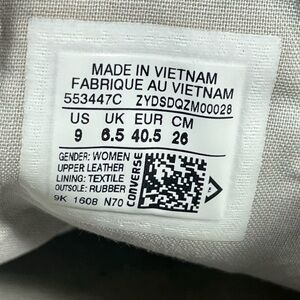 MADE IN VIETNAM
FABRIQUE AU VIETNAM
553447C ZYDSDQZM00028
US UK EUR CM
9 6.5 40.5 26
GENDER: WOMEN
UPPER LEATHER
LINING: TEXTILE
OUTSOLE: RUBBER
9K 1608 N70
CONVERSE